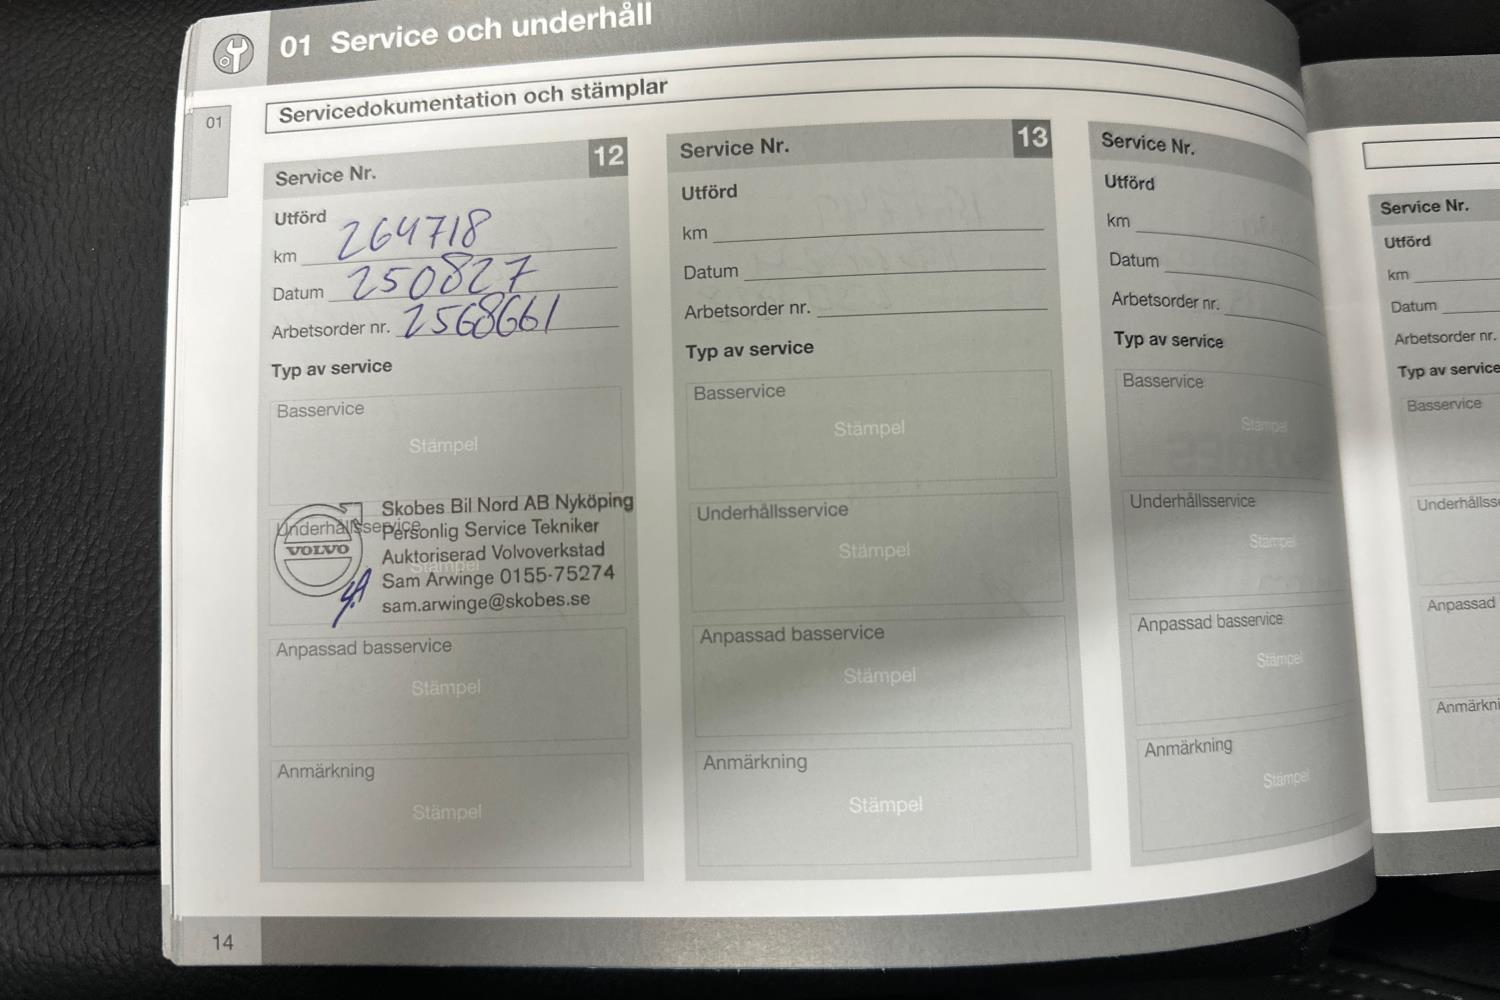 01 Service och underhåll
Servicedokumentation och stämplar
01
Service Nr. 12
Utförd
km 264718
Datum 250827
Arbetsorder nr. 2568661
Typ av service
Basservice
Stämpel
Underhållsservice
Stämpel
VOLVO
Skobes Bil Nord AB Nyköping
Personlig Service Tekniker
Auktoriserad Volvoverkstad
Sam Arwinge 0155-75274
sam.arwinge@skobes.se
Anpassad basservice
Stämpel
Anmärkning
Stämpel
Service Nr. 13
Utförd
km
Datum
Arbetsorder nr.
Typ av service
Basservice
Stämpel
Underhållsservice
Stämpel
Anpassad basservice
Stämpel
Anmärkning
Stämpel
Service Nr.
Utförd
km
Datum
Arbetsorder nr.
Typ av service
Basservice
Stämpel
Underhållsservice
Stämpel
Anpassad basservice
Stämpel
Anmärkning
Stämpel
14
Service Nr.
Utförd
km
Datum
Arbetsorder nr.
Typ av service
Basservice
Underhållss
Anpassad
Anmärkni